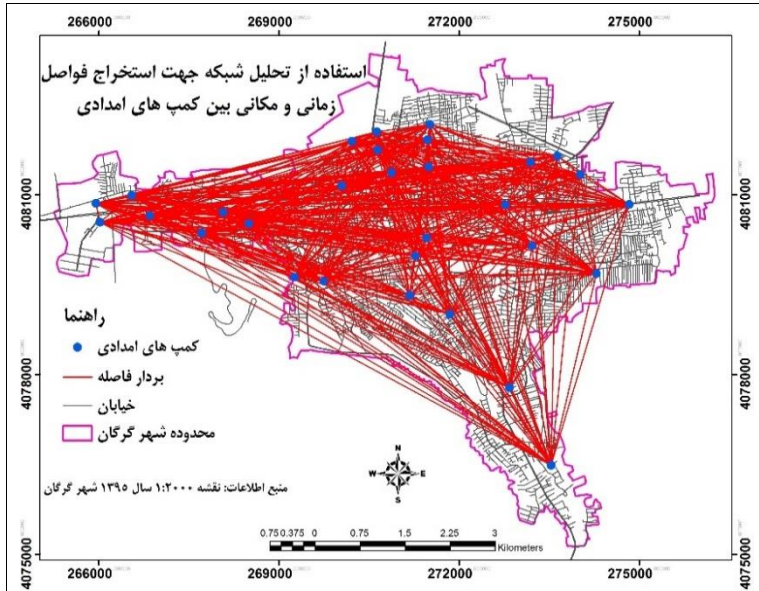 266000 269000 272000 275000
استفاده از تحلیل شبکه جهت استخراج فواصل
زمانی و مکانی بین کمپ های امدادی
4081000 4081000
راهنما
کمپ های امدادی
بردار فاصله
خیابان
محدوده شهر گرگان
4078000 4078000
N
W E
S
منبع اطلاعات: نقشه ۱:۲۰۰۰ سال ۱۳۹۵ شهر گرگان
0.75 0.375 0 0.75 1.5 2.25 3
Kilometers
4075000 4075000
266000 269000 272000 275000